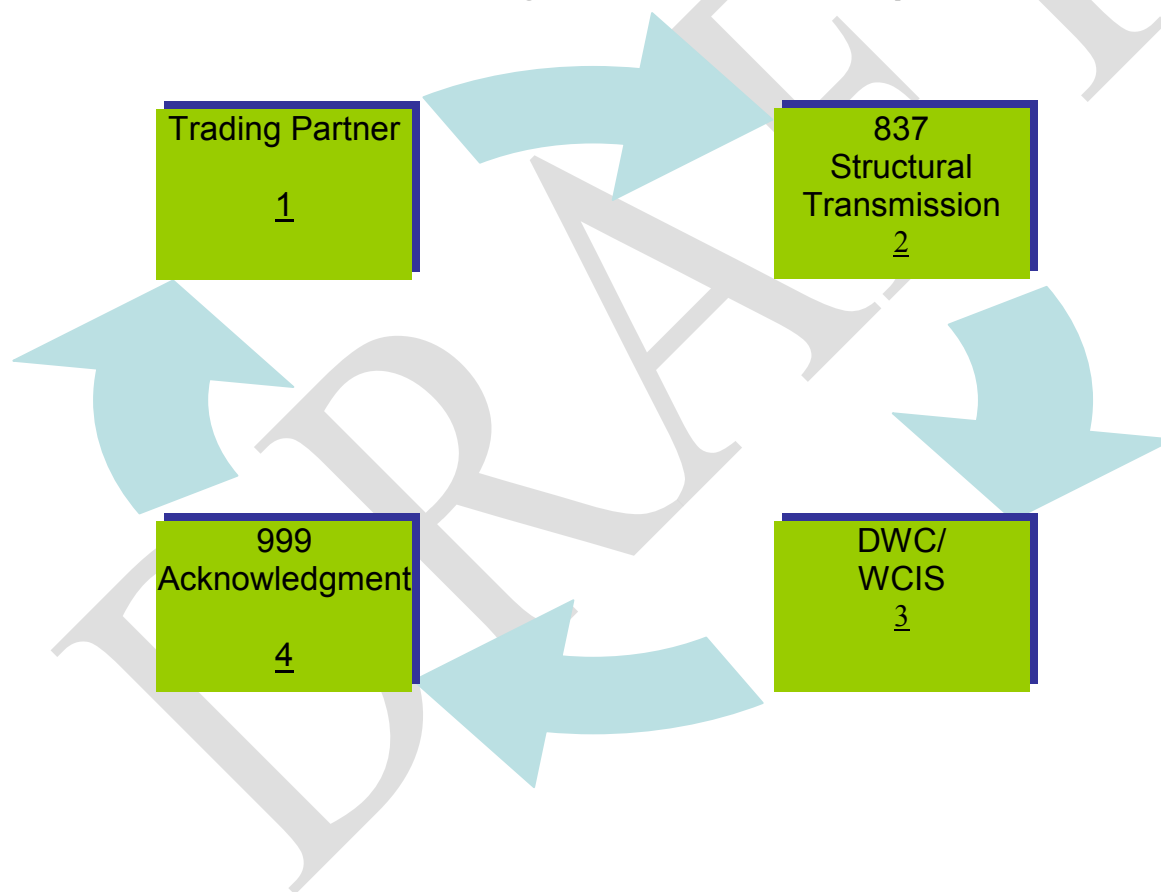 Trading Partner
1
837
Structural
Transmission
2
999
Acknowledgment
4
DWC/
WCIS
3
DRAFT